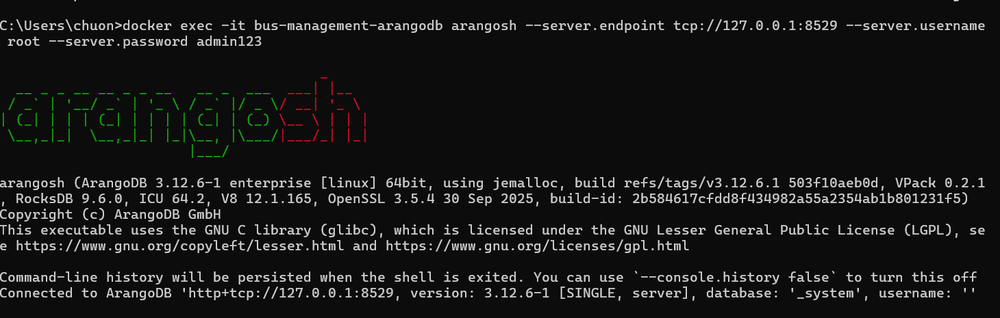 C:\Users\chuon>docker exec -it bus-management-arangodb arangosh --server.endpoint tcp://127.0.0.1:8529 --server.username
 root --server.password admin123
                                       _
  __ _ _ __ __ _ _ __   __ _  ___  ___| |__
 / _` | '__/ _` | '_ \ / _` |/ _ \/ __| '_ \
| (_| | | | (_| | | | | (_| | (_) \__ \ | | |
 \__,_|_|  \__,_|_| |_|\__, |\___/|___/_| |_|
                       |___/
arangosh (ArangoDB 3.12.6-1 enterprise [linux] 64bit, using jemalloc, build refs/tags/v3.12.6.1 503f10aeb0d, VPack 0.2.1
, RocksDB 9.6.0, ICU 64.2, V8 12.1.165, OpenSSL 3.5.4 30 Sep 2025, build-id: 2b584617cfdd8f434982a55a2354ab1b801231f5)
Copyright (c) ArangoDB GmbH
This executable uses the GNU C library (glibc), which is licensed under the GNU Lesser General Public License (LGPL), se
e https://www.gnu.org/copyleft/lesser.html and https://www.gnu.org/licenses/gpl.html
Command-line history will be persisted when the shell is exited. You can use `--console.history false` to turn this off
Connected to ArangoDB 'http+tcp://127.0.0.1:8529, version: 3.12.6-1 [SINGLE, server], database: '_system', username: ''